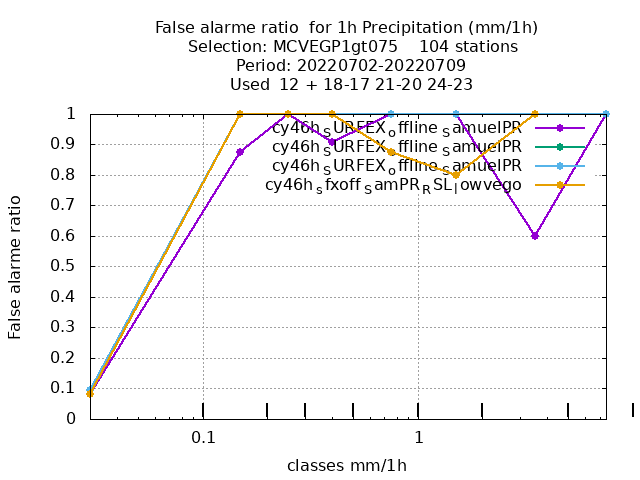 False alarme ratio  for 1h Precipitation (mm/1h)
Selection: MCVEGP1gt075    104 stations
Period: 20220702-20220709
Used  12 + 18-17 21-20 24-23
cy46h_SURFEX_offline_SamuelPR
cy46h_SURFEX_offline_SamuelPR
cy46h_SURFEX_offline_SamuelPR
cy46h_sfxoff_SamPR_RSL_lowvego
1
0.9
0.8
0.7
0.6
0.5
0.4
0.3
0.2
0.1
0
False alarme ratio
0.1 1
classes mm/1h